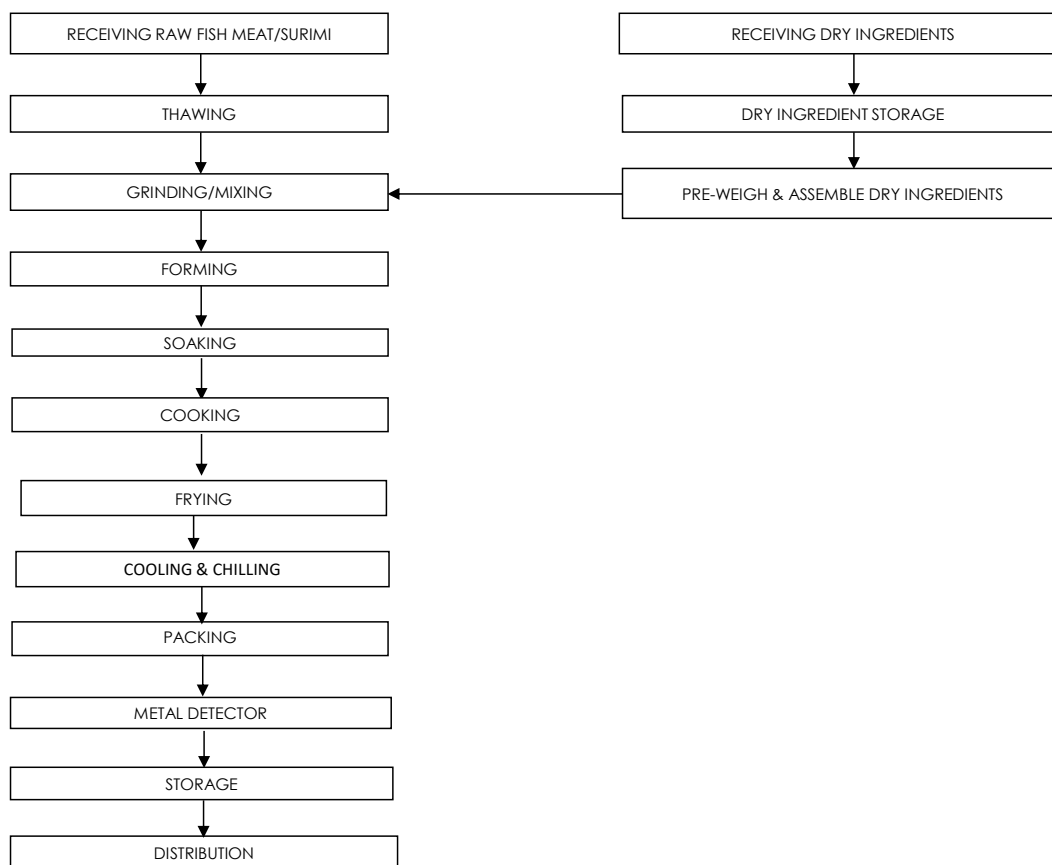 RECEIVING RAW FISH MEAT/SURIMI
RECEIVING DRY INGREDIENTS
THAWING
DRY INGREDIENT STORAGE
GRINDING/MIXING
PRE-WEIGH & ASSEMBLE DRY INGREDIENTS
FORMING
SOAKING
COOKING
FRYING
COOLING & CHILLING
PACKING
METAL DETECTOR
STORAGE
DISTRIBUTION